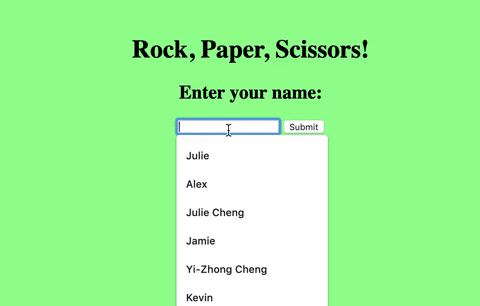 Rock, Paper, Scissors!
Enter your name:
Submit
Julie
Alex
Julie Cheng
Jamie
Yi-Zhong Cheng
Kevin